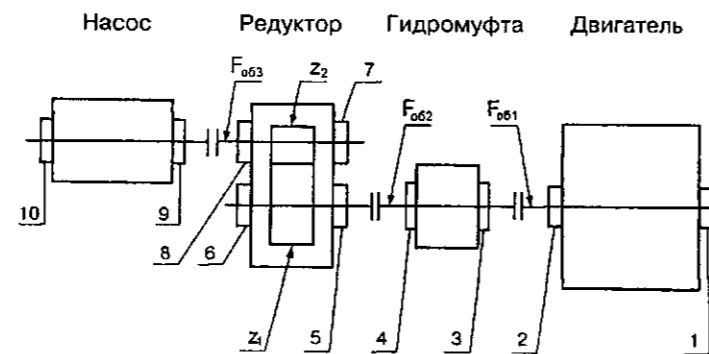 Насос Редуктор Гидромуфта Двигатель
Fоб3 z₂ 7
Fоб2 Fоб1
10 9
8 6
z₁ 5 4 3 2 1